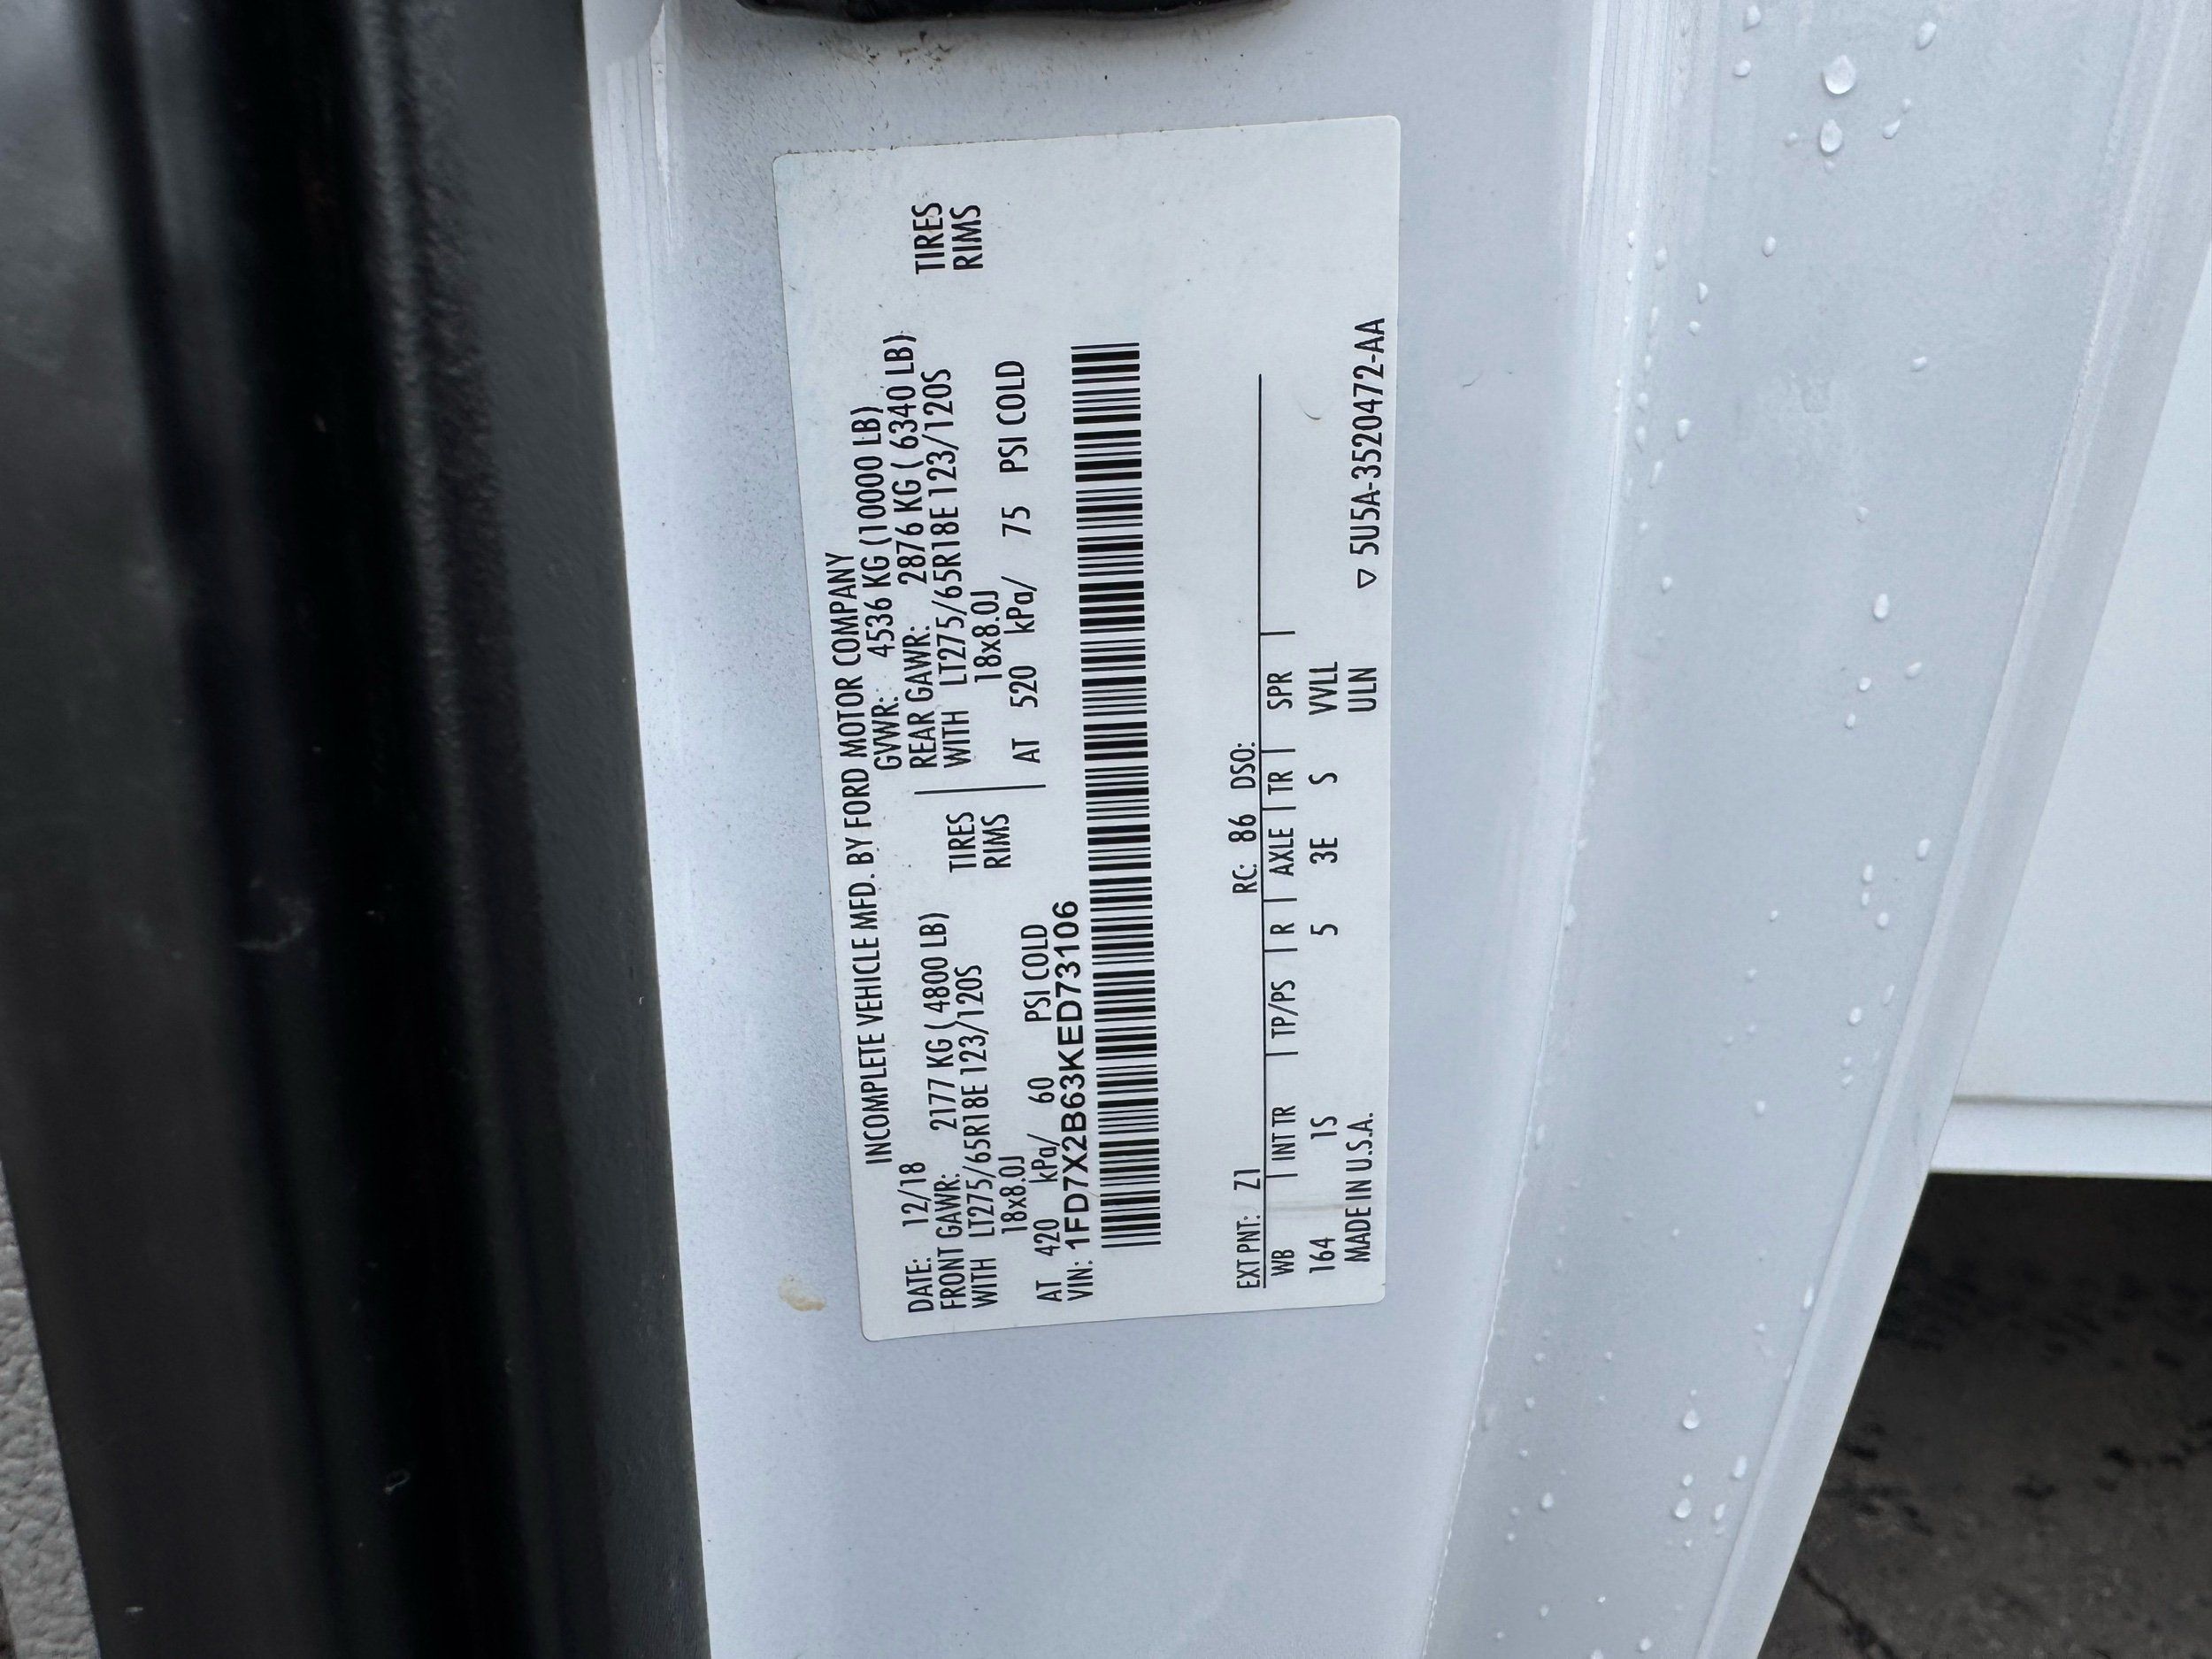 INCOMPLETE VEHICLE MFD. BY FORD MOTOR COMPANY
DATE: 12/18 GVWR: 4536 KG (10000 LB)
FRONT GAWR: 2177 KG ( 4800 LB) REAR GAWR: 2876 KG ( 6340 LB)
WITH LT275/65R18E 123/120S TIRES WITH LT275/65R18E 123/120S TIRES
18x8.0J RIMS 18x8.0J RIMS
AT 420 kPa/ 60 PSI COLD AT 520 kPa/ 75 PSI COLD
VIN: 1FD7X2B63KED73106
EXT PNT: Z1 RC: 86 DSO:
WB | INT TR | TP/PS | R | AXLE | TR | SPR |
164 1S 5 3E S VVLL
MADE IN U.S.A. ULN
▽ 5U5A-3520472-AA